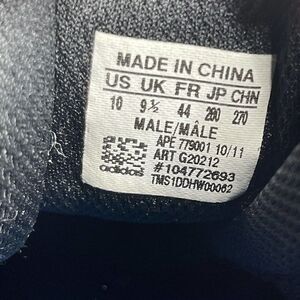 MADE IN CHINA
US UK FR JP CHN
10 9½ 44 280 270
MALE/MÂLE
APE 779001 10/11
ART G20212
#104772693
adidas
TMS1DDHW00062